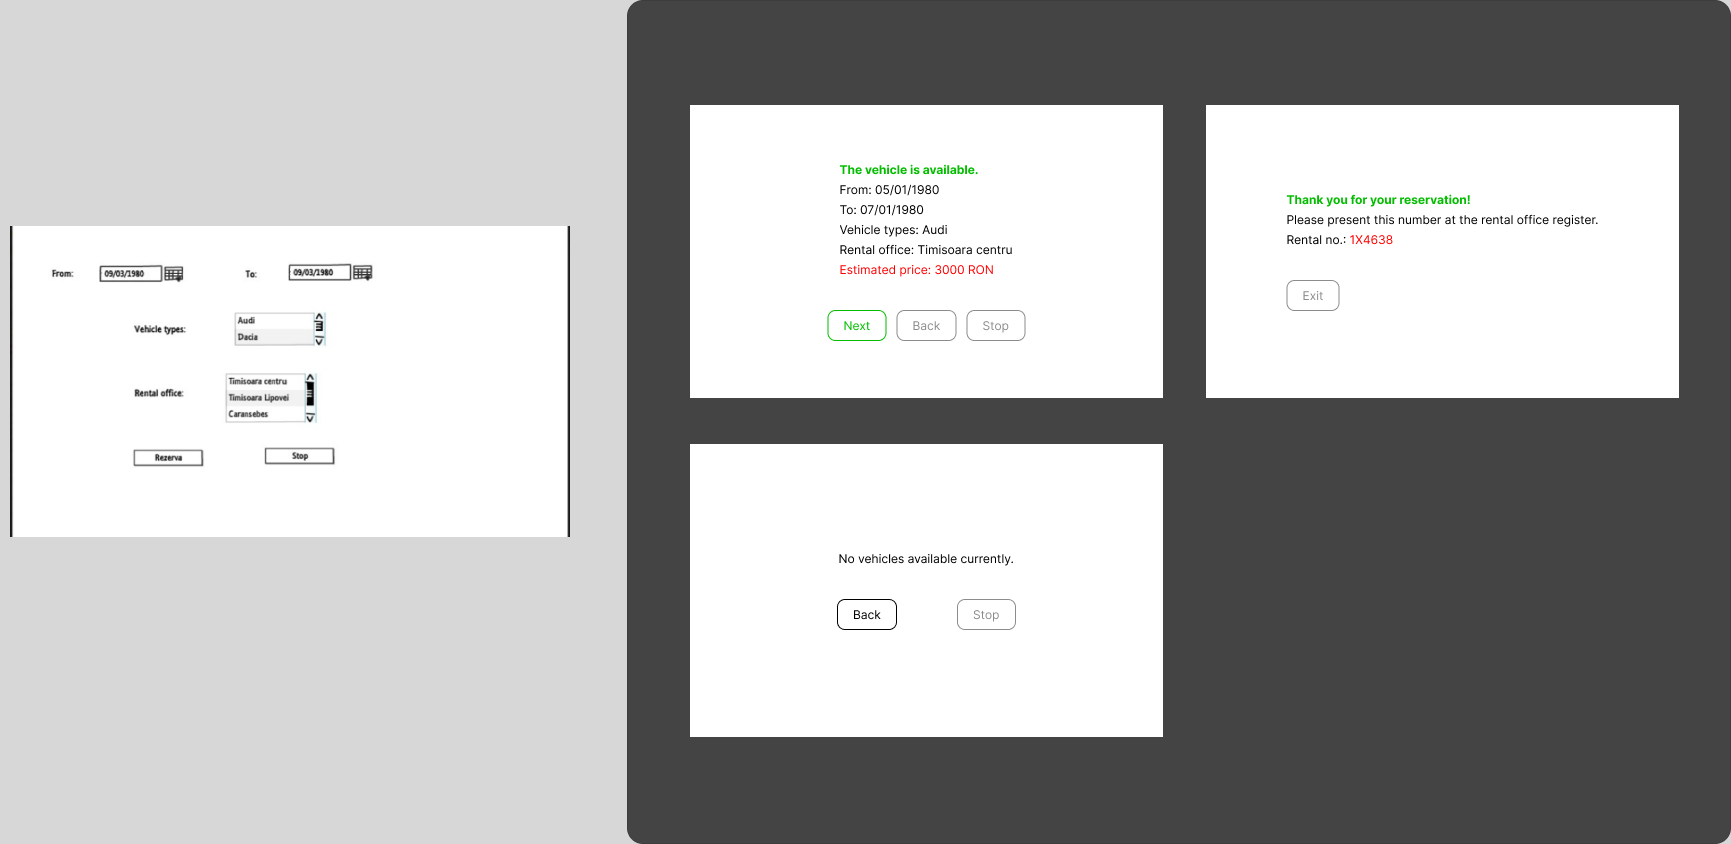 From: 09/03/1980 To: 09/03/1980
Vehicle types: Audi
Dacia
Rental office: Timisoara centru
Timisoara Lipovei
Caransebes
Rezerva Stop
The vehicle is available.
From: 05/01/1980
To: 07/01/1980
Vehicle types: Audi
Rental office: Timisoara centru
Estimated price: 3000 RON
Next Back Stop
Thank you for your reservation!
Please present this number at the rental office register.
Rental no.: 1X4638
Exit
No vehicles available currently.
Back Stop